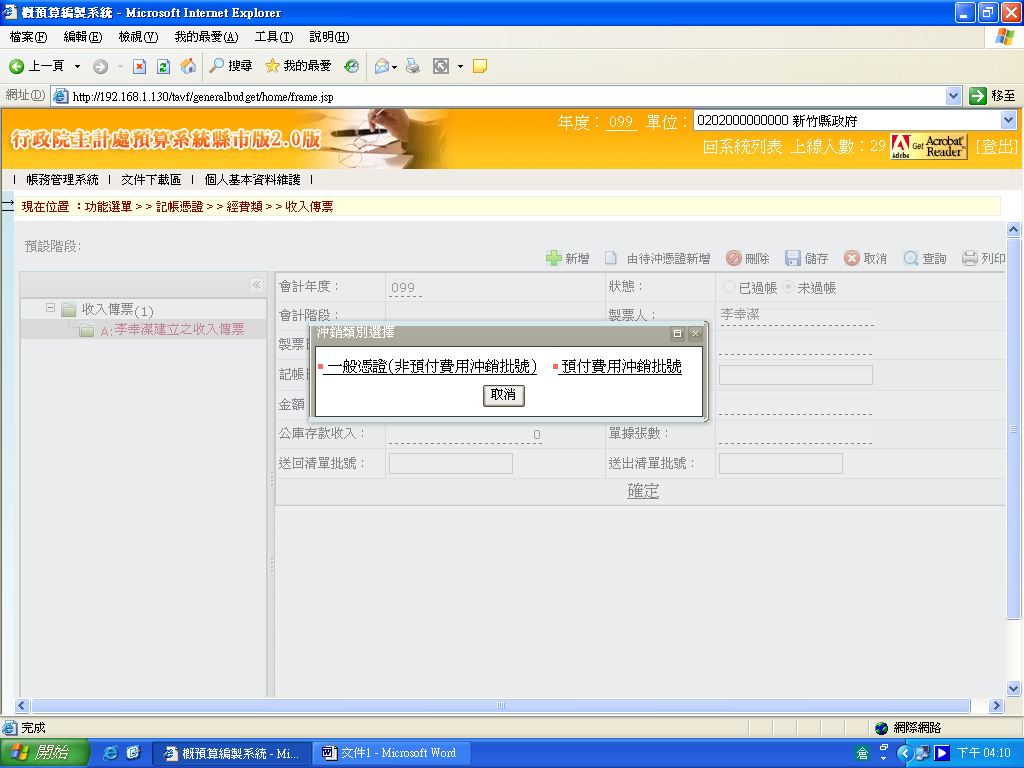 概預算編製系統 - Microsoft Internet Explorer
檔案(F) 編輯(E) 檢視(V) 我的最愛(A) 工具(T) 說明(H)
上一頁 搜尋 我的最愛
網址(D) http://192.168.1.130/tavf/generalbudget/home/frame.jsp 移至
行政院主計處預算系統縣市版2.0版
年度： 099 單位： 0202000000000 新竹縣政府
回系統列表 上線人數：29 Adobe Get Acrobat Reader [登出]
| 帳務管理系統 | 文件下載區 | 個人基本資料維護 |
現在位置 ：功能選單 > > 記帳憑證 > > 經費類 > > 收入傳票
預設階段:
新增 由待沖憑證新增 刪除 儲存 取消 查詢 列印
收入傳票(1)
A:李幸潔建立之收入傳票
會計年度： 099 狀態： 已過帳 未過帳
會計階段： 製票人： 李幸潔
製票
記帳
金額
沖銷類別選擇
一般憑證(非預付費用沖銷批號) 預付費用沖銷批號
取消
公庫存款收入： 0 單據張數：
送回清單批號： 送出清單批號：
確定
完成 網際網路
開始 概預算編製系統 - Mi... 文件1 - Microsoft Word 倉 下午 04:10